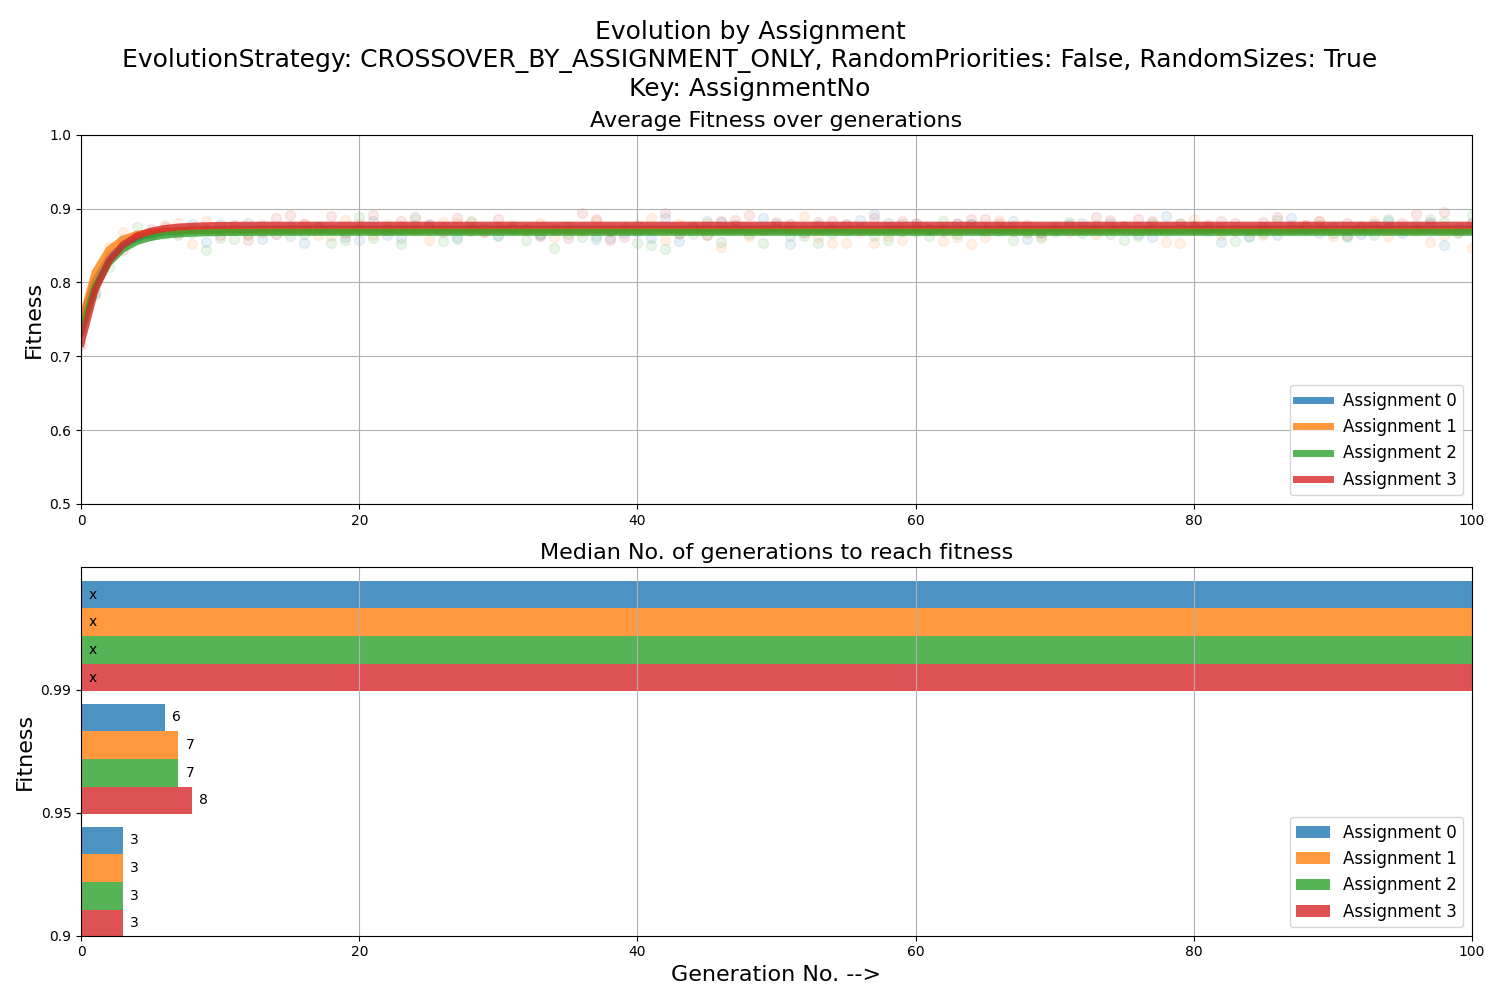 Evolution by Assignment
EvolutionStrategy: CROSSOVER_BY_ASSIGNMENT_ONLY, RandomPriorities: False, RandomSizes: True
Key: AssignmentNo
Average Fitness over generations
1.0
0.9
0.8
0.7
0.6
0.5
Fitness
0 20 40 60 80 100
Assignment 0
Assignment 1
Assignment 2
Assignment 3
Median No. of generations to reach fitness
x
x
x
x
0.99
6
7
7
8
0.95
3
3
3
3
0.9
Fitness
Assignment 0
Assignment 1
Assignment 2
Assignment 3
0 20 40 60 80 100
Generation No. -->